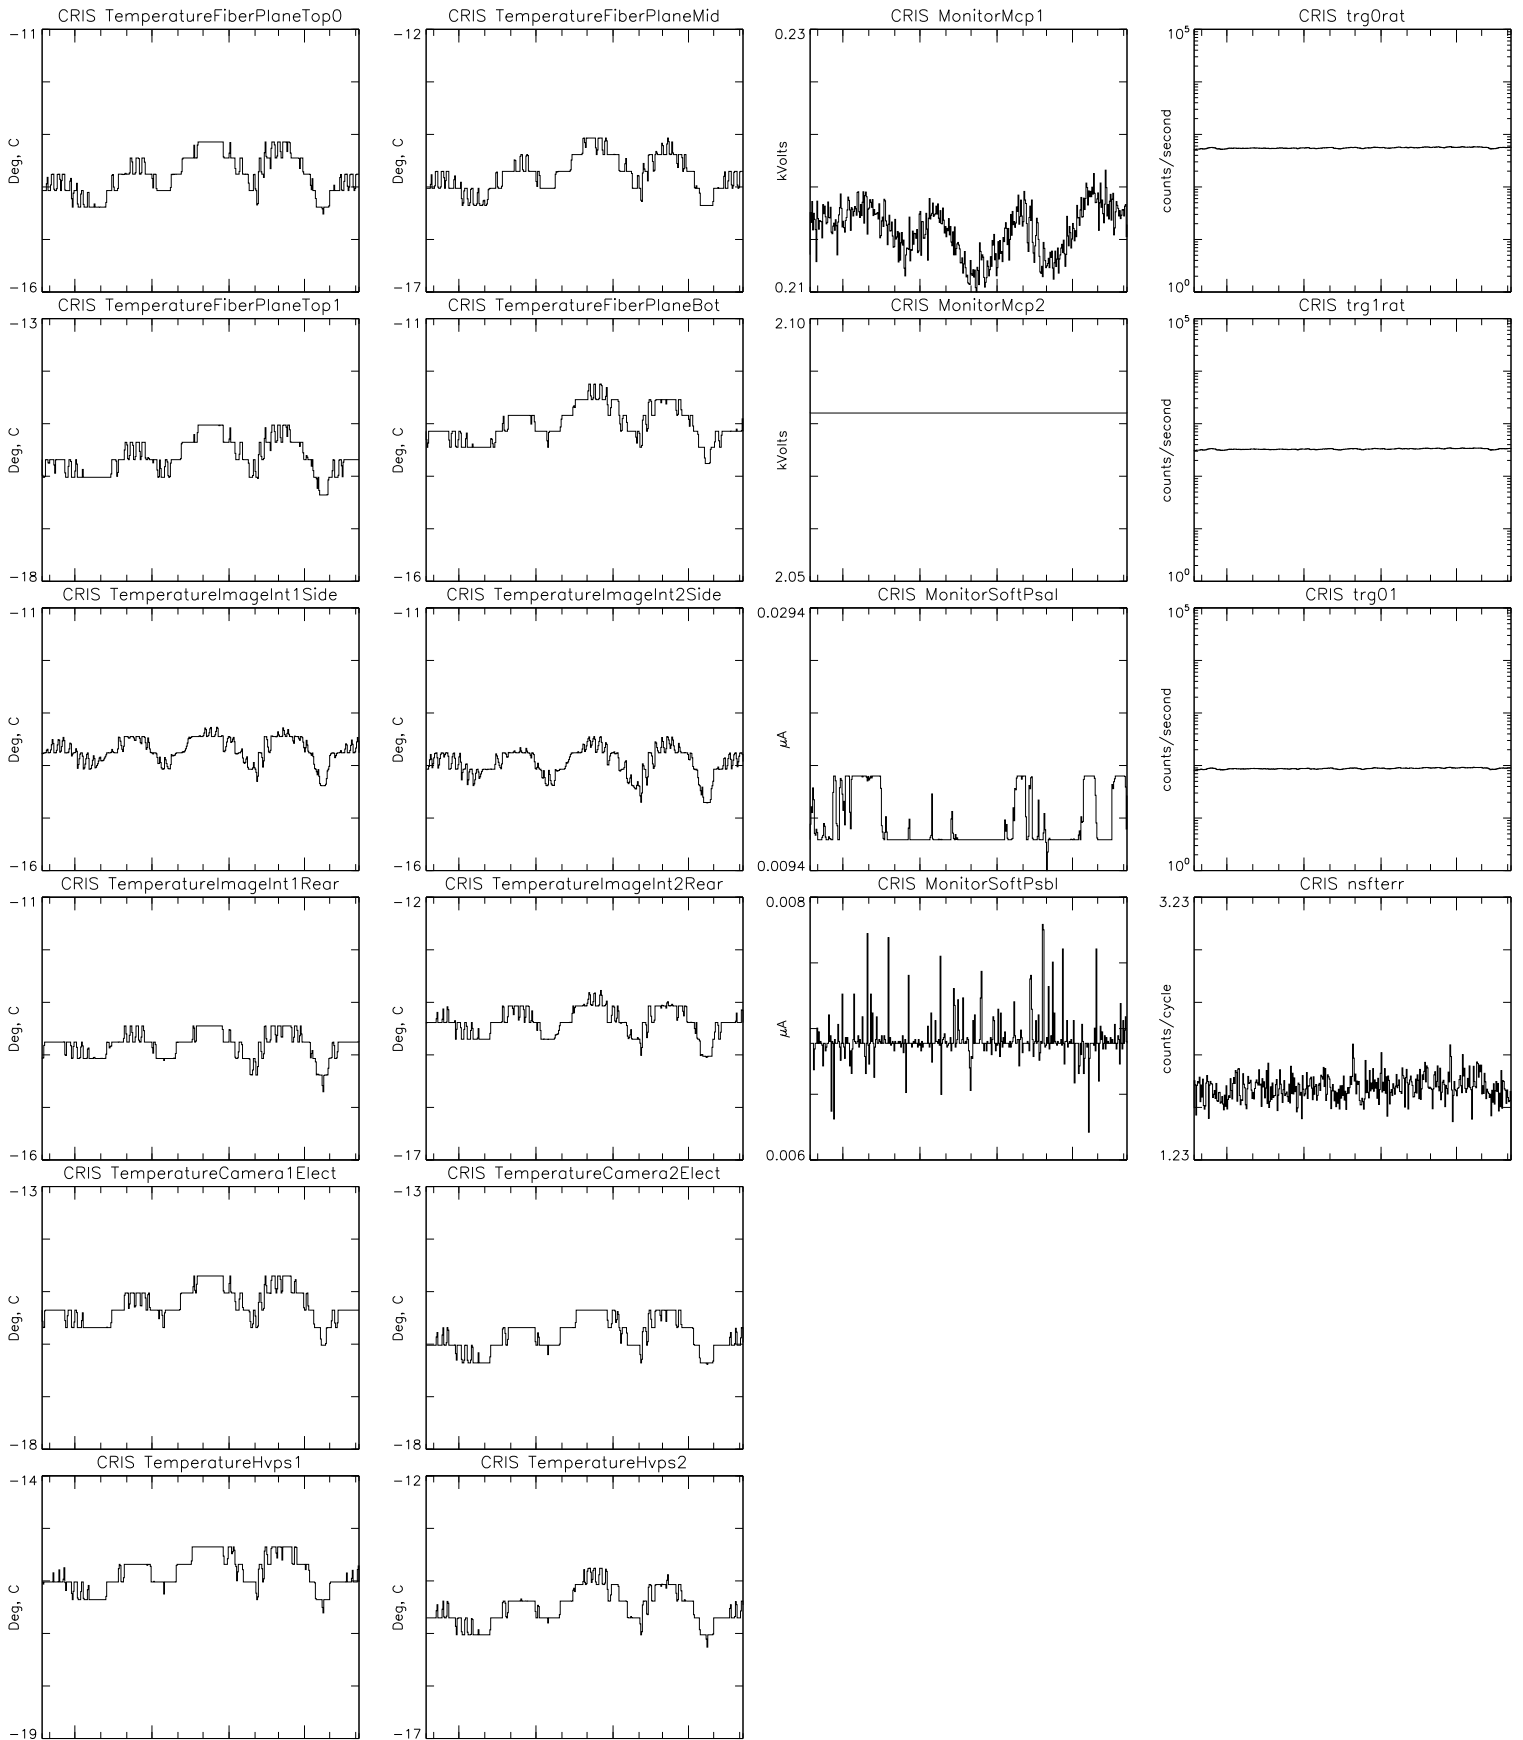 CRIS TemperatureFiberPlaneTop0
-11
Deg, C
-16
CRIS TemperatureFiberPlaneMid
-12
Deg, C
-17
CRIS MonitorMcp1
0.23
kVolts
0.21
CRIS trg0rat
10^5
counts/second
10^0
CRIS TemperatureFiberPlaneTop1
-13
Deg, C
-18
CRIS TemperatureFiberPlaneBot
-11
Deg, C
-16
CRIS MonitorMcp2
2.10
kVolts
2.05
CRIS trg1rat
10^5
counts/second
10^0
CRIS TemperatureImageInt1Side
-11
Deg, C
-16
CRIS TemperatureImageInt2Side
-11
Deg, C
-16
CRIS MonitorSoftPsaI
0.0294
μA
0.0094
CRIS trg01
10^5
counts/second
10^0
CRIS TemperatureImageInt1Rear
-11
Deg, C
-16
CRIS TemperatureImageInt2Rear
-12
Deg, C
-17
CRIS MonitorSoftPsbI
0.008
μA
0.006
CRIS nsfterr
3.23
counts/cycle
1.23
CRIS TemperatureCamera1Elect
-13
Deg, C
-18
CRIS TemperatureCamera2Elect
-13
Deg, C
-18
CRIS TemperatureHvps1
-14
Deg, C
-19
CRIS TemperatureHvps2
-12
Deg, C
-17